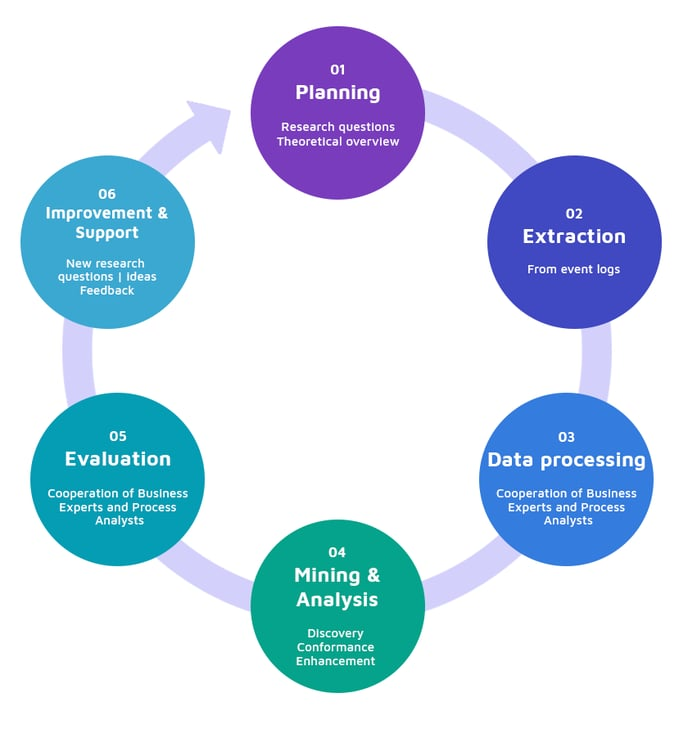 01
Planning
Research questions
Theoretical overview
02
Extraction
From event logs
03
Data processing
Cooperation of Business
Experts and Process
Analysts
04
Mining &
Analysis
Discovery
Conformance
Enhancement
05
Evaluation
Cooperation of Business
Experts and Process
Analysts
06
Improvement &
Support
New research
questions | ideas
Feedback